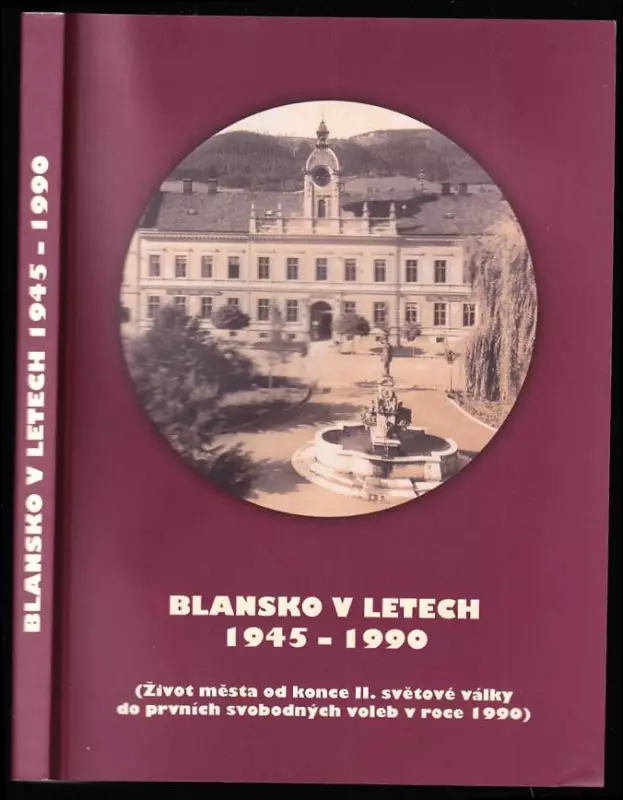 BLANSKO V LETECH 1945 – 1990
BLANSKO V LETECH
1945 – 1990
(Život města od konce II. světové války
do prvních svobodných voleb v roce 1990)